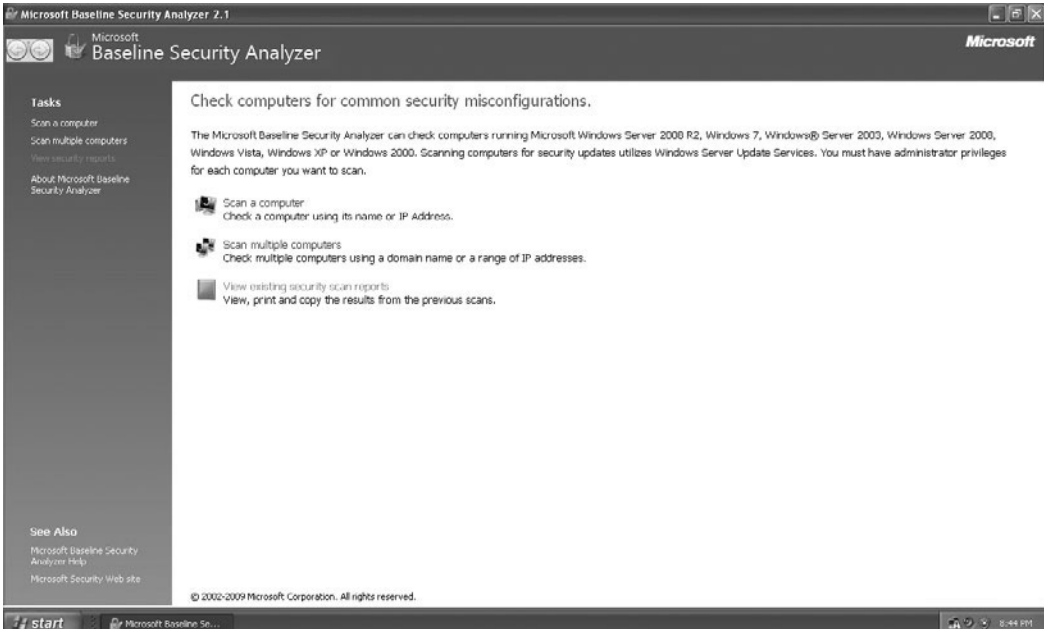 Microsoft Baseline Security Analyzer 2.1
Microsoft
Baseline Security Analyzer
Microsoft
Tasks
Scan a computer
Scan multiple computers
View security reports
About Microsoft Baseline
Security Analyzer
Check computers for common security misconfigurations.
The Microsoft Baseline Security Analyzer can check computers running Microsoft Windows Server 2008 R2, Windows 7, Windows® Server 2003, Windows Server 2008,
Windows Vista, Windows XP or Windows 2000. Scanning computers for security updates utilizes Windows Server Update Services. You must have administrator privileges
for each computer you want to scan.
Scan a computer
Check a computer using its name or IP Address.
Scan multiple computers
Check multiple computers using a domain name or a range of IP addresses.
View existing security scan reports
View, print and copy the results from the previous scans.
See Also
Microsoft Baseline Security
Analyzer Help
Microsoft Security Web site
© 2002-2009 Microsoft Corporation. All rights reserved.
start
Microsoft Baseline Se...
8:44 PM